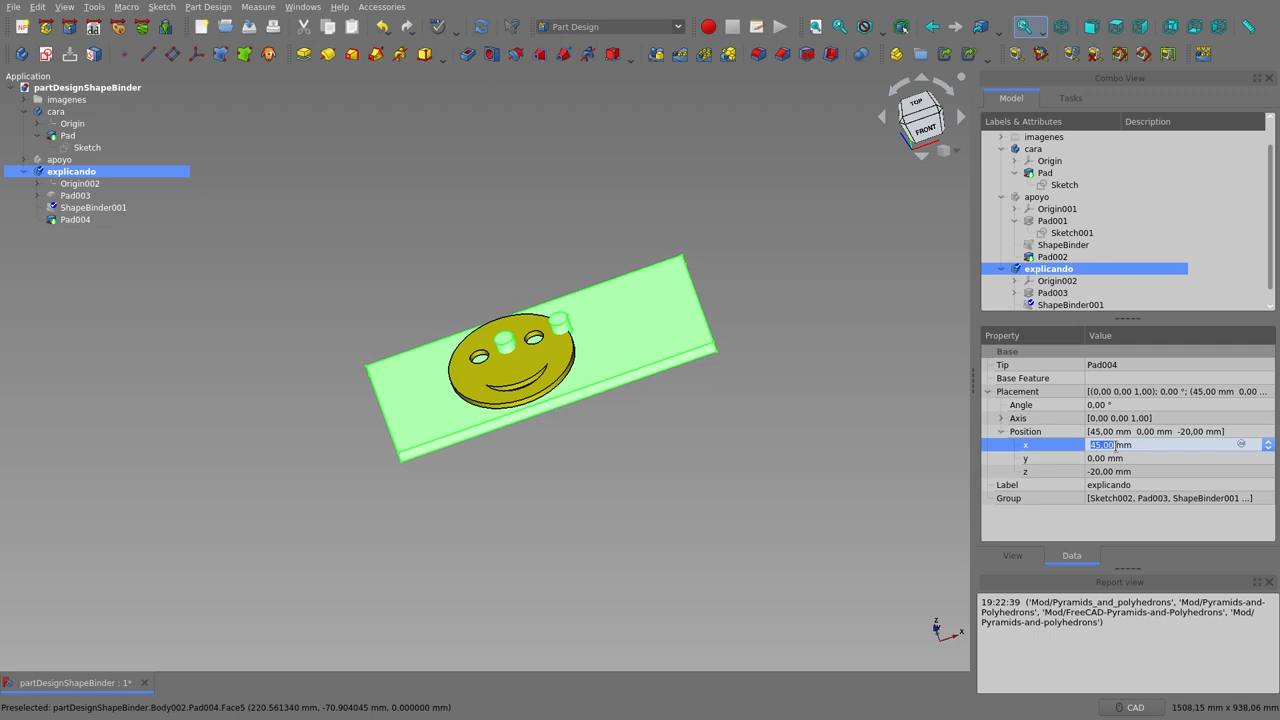 File Edit View Tools Macro Sketch Part Design Measure Windows Help Accessories
Part Design
Application
partDesignShapeBinder
imagenes
cara
Origin
Pad
Sketch
apoyo
explicando
Origin002
Pad003
ShapeBinder001
Pad004
TOP
FRONT
z
x
Combo View
Model Tasks
Labels & Attributes Description
imagenes
cara
Origin
Pad
Sketch
apoyo
Origin001
Pad001
Sketch001
ShapeBinder
Pad002
explicando
Origin002
Pad003
ShapeBinder001
Property Value
Base
Tip Pad004
Base Feature
Placement [(0,00 0,00 1,00); 0,00 °; (45,00 mm 0,00 ...
Angle 0,00 °
Axis [0,00 0,00 1,00]
Position [45,00 mm 0,00 mm -20,00 mm]
x 45,00 mm
y 0,00 mm
z -20,00 mm
Label explicando
Group [Sketch002, Pad003, ShapeBinder001 ...]
View Data
Report view
19:22:39 ('Mod/Pyramids_and_polyhedrons', 'Mod/Pyramids-and-
Polyhedrons', 'Mod/FreeCAD-Pyramids-and-Polyhedrons', 'Mod/
Pyramids-and-polyhedrons')
partDesignShapeBinder : 1*
Preselected: partDesignShapeBinder.Body002.Pad004.Face5 (220.561340 mm, -70.904045 mm, 0.000000 mm)
CAD
1508,15 mm x 938,06 mm